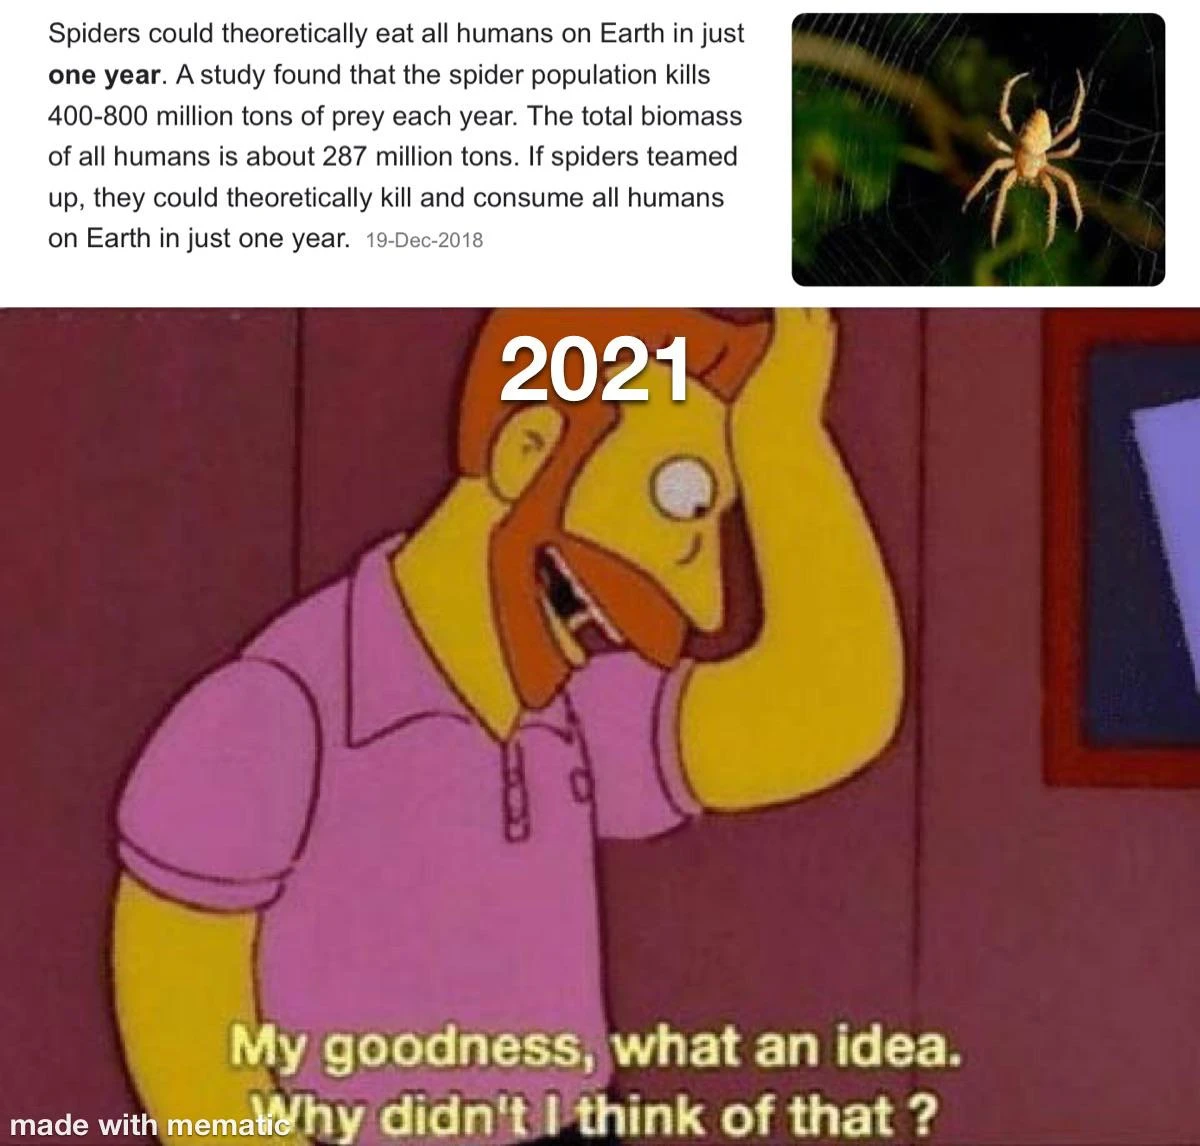 Spiders could theoretically eat all humans on Earth in just
one year. A study found that the spider population kills
400-800 million tons of prey each year. The total biomass
of all humans is about 287 million tons. If spiders teamed
up, they could theoretically kill and consume all humans
on Earth in just one year. 19-Dec-2018
2021
My goodness, what an idea.
Why didn't I think of that ?
made with mematic